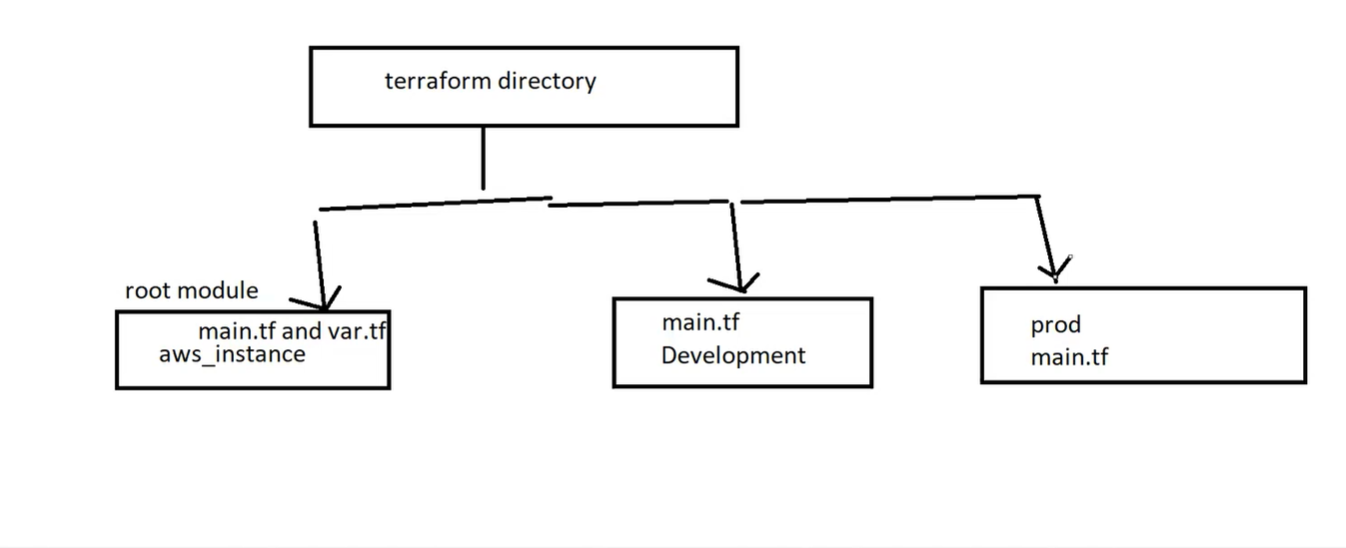 terraform directory
root module
main.tf and var.tf
aws_instance
main.tf
Development
prod
main.tf